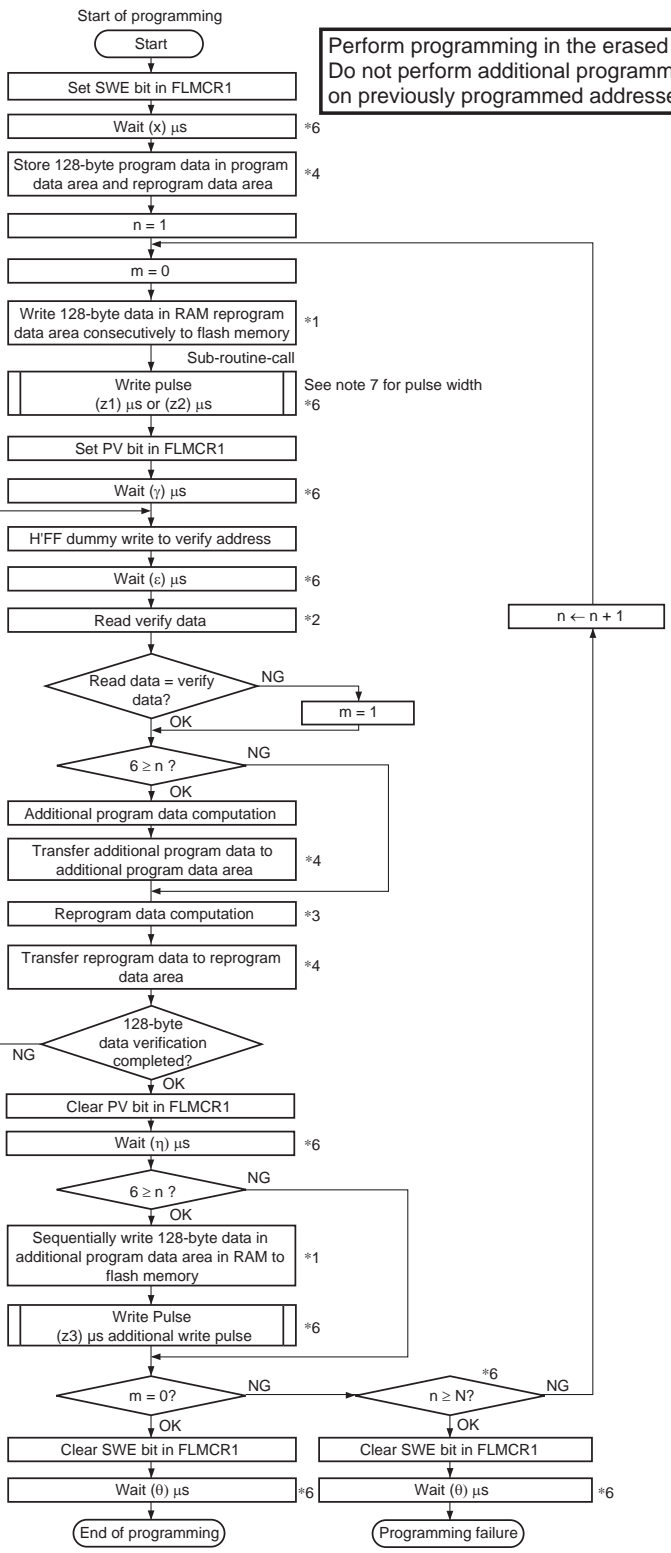 Start of programming
Start
Perform programming in the erased
Do not perform additional programm
on previously programmed addresse
Set SWE bit in FLMCR1
Wait (x) μs
*6
Store 128-byte program data in program
data area and reprogram data area
*4
n = 1
m = 0
Write 128-byte data in RAM reprogram
data area consecutively to flash memory
*1
Sub-routine-call
Write pulse
(z1) μs or (z2) μs
See note 7 for pulse width
*6
Set PV bit in FLMCR1
Wait (γ) μs
*6
H'FF dummy write to verify address
Wait (ε) μs
*6
Read verify data
*2
n ← n + 1
Read data = verify
data?
NG
m = 1
OK
6 ≥ n ?
NG
OK
Additional program data computation
Transfer additional program data to
additional program data area
*4
Reprogram data computation
*3
Transfer reprogram data to reprogram
data area
*4
128-byte
data verification
completed?
NG
OK
Clear PV bit in FLMCR1
Wait (η) μs
*6
6 ≥ n ?
NG
OK
Sequentially write 128-byte data in
additional program data area in RAM to
flash memory
*1
Write Pulse
(z3) μs additional write pulse
*6
m = 0?
NG
*6
n ≥ N?
NG
OK
OK
Clear SWE bit in FLMCR1
Clear SWE bit in FLMCR1
Wait (θ) μs
*6
Wait (θ) μs
*6
End of programming
Programming failure